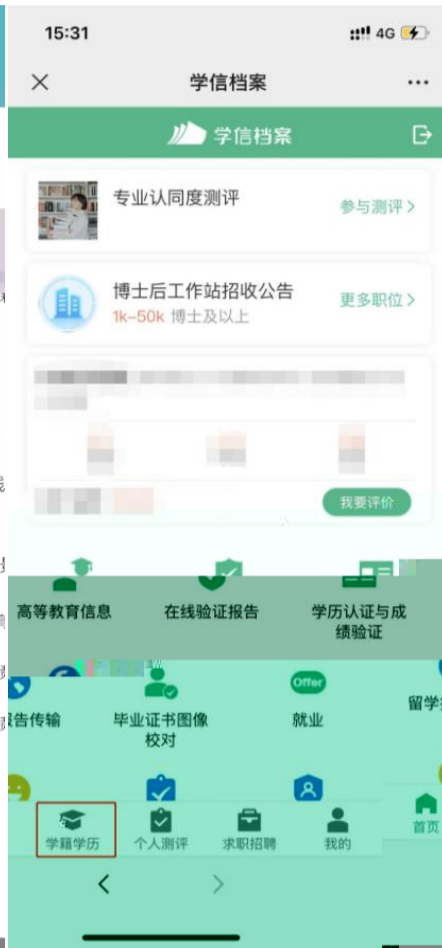 15:31
4G
学信档案
学信档案
专业认同度测评
参与测评
博士后工作站招收公告
更多职位
1k-50k 博士及以上
我要评价
高等教育信息
在线验证报告
学历认证与成
绩验证
告传输
毕业证书图像
校对
Offer
就业
留学
学籍学历
个人测评
求职招聘
我的
首页